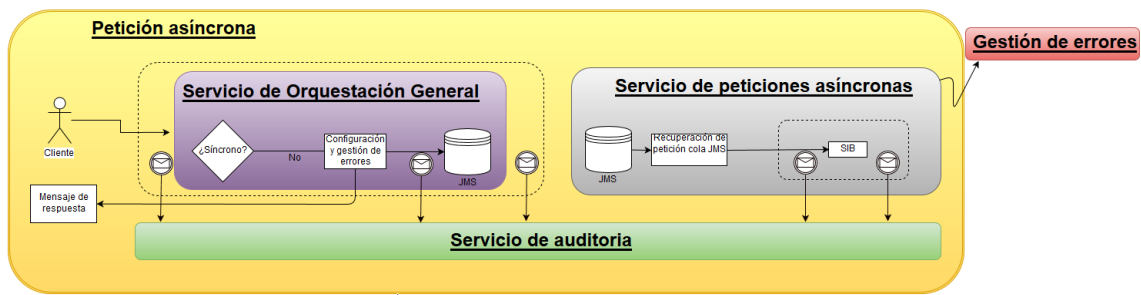 Petición asíncrona
Gestión de errores
Servicio de Orquestación General
Servicio de peticiones asíncronas
Cliente
¿Síncrono?
No
Configuración
y gestión de
errores
JMS
JMS
Recuperación de
petición cola JMS
SIB
Mensaje de
respuesta
Servicio de auditoria